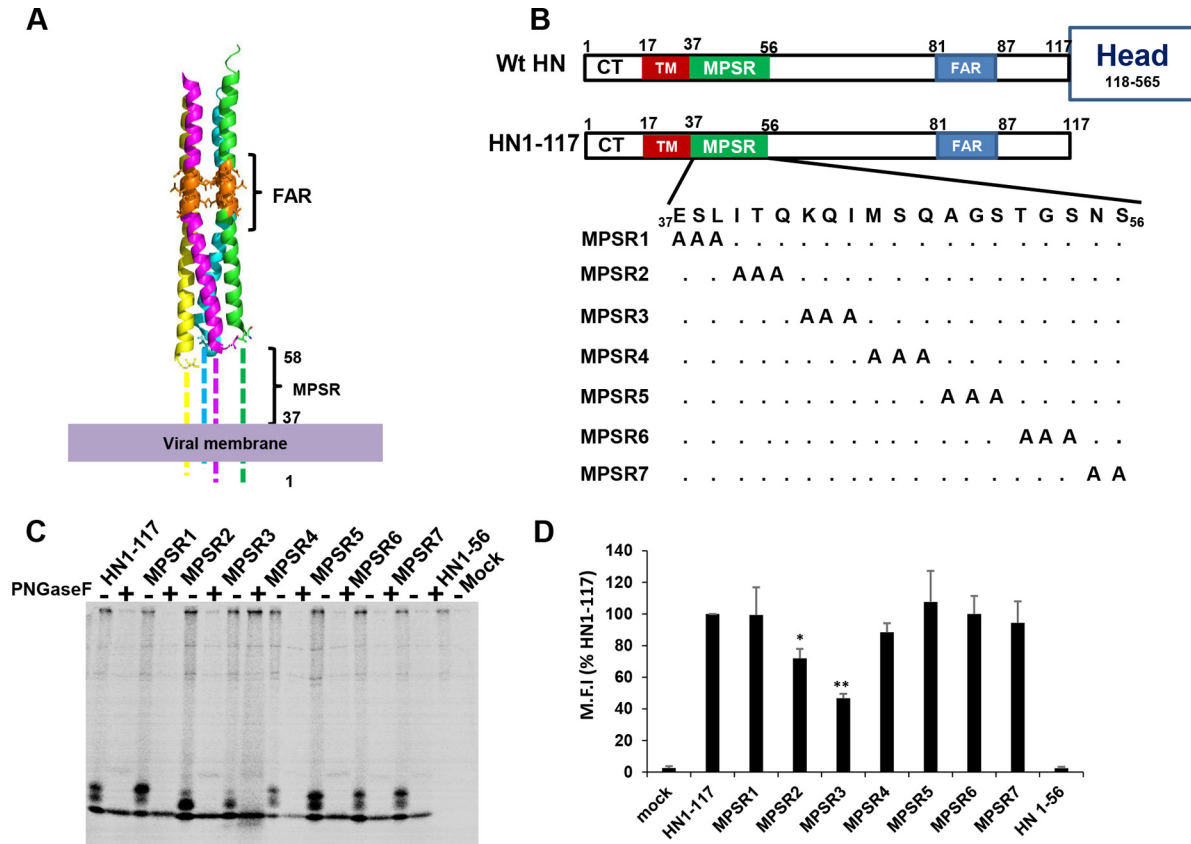 A
FAR
58
MPSR
37
Viral membrane
1
B
1 17 37 56 81 87 117
Wt HN CT TM MPSR FAR Head
118-565
1 17 37 56 81 87 117
HN1-117 CT TM MPSR FAR
37 E S L I T Q K Q I M S Q A G S T G S N S 56
MPSR1 A A A . . . . . . . . . . . . . . . . .
MPSR2 . . . A A A . . . . . . . . . . . . . .
MPSR3 . . . . . . A A A . . . . . . . . . . .
MPSR4 . . . . . . . . . A A A . . . . . . . .
MPSR5 . . . . . . . . . . . . A A A . . . . .
MPSR6 . . . . . . . . . . . . . . . A A A . .
MPSR7 . . . . . . . . . . . . . . . . . . A A
C
HN1-117 MPSR1 MPSR2 MPSR3 MPSR4 MPSR5 MPSR6 MPSR7 HN1-56 Mock
PNGaseF - + - + - + - + - + - + - + - + - -
D
M.F.I (% HN1-117)
140
120
100
80
60
40
20
0
*
**
mock HN1-117 MPSR1 MPSR2 MPSR3 MPSR4 MPSR5 MPSR6 MPSR7 HN 1-56